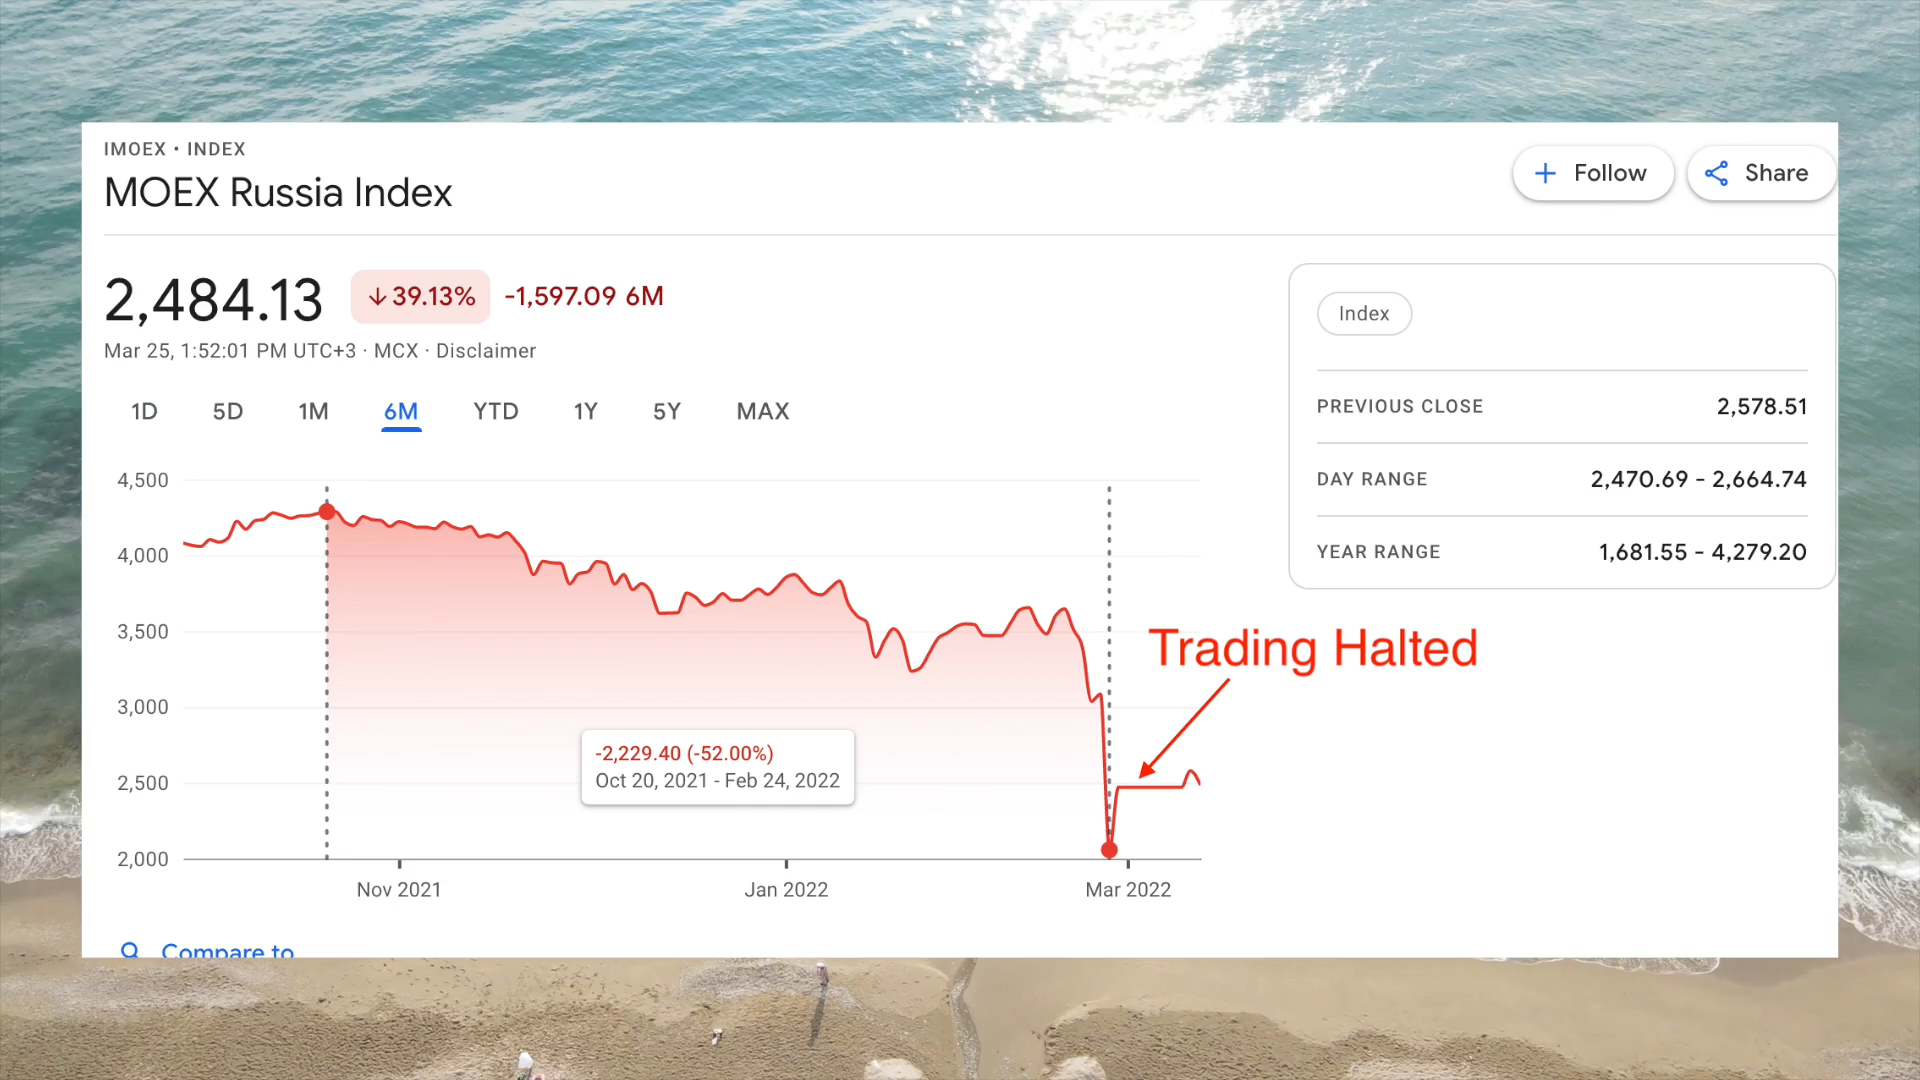 IMOEX • INDEX
MOEX Russia Index
+ Follow
Share
2,484.13
↓39.13%
-1,597.09 6M
Mar 25, 1:52:01 PM UTC+3 · MCX · Disclaimer
1D 5D 1M 6M YTD 1Y 5Y MAX
Index
PREVIOUS CLOSE 2,578.51
DAY RANGE 2,470.69 - 2,664.74
YEAR RANGE 1,681.55 - 4,279.20
4,500
4,000
3,500
3,000
2,500
2,000
Trading Halted
-2,229.40 (-52.00%)
Oct 20, 2021 - Feb 24, 2022
Nov 2021
Jan 2022
Mar 2022
Compare to